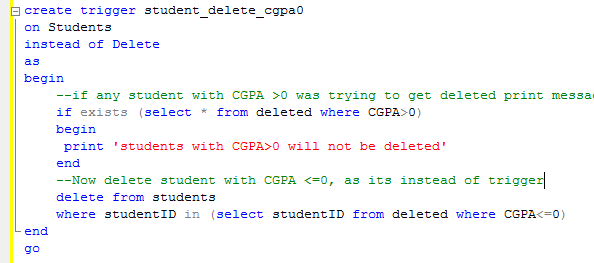 create trigger student_delete_cgpa0
on Students
instead of Delete
as
begin
--if any student with CGPA >0 was trying to get deleted print messa
if exists (select * from deleted where CGPA>0)
begin
print 'students with CGPA>0 will not be deleted'
end
--Now delete student with CGPA <=0, as its instead of trigger
delete from students
where studentID in (select studentID from deleted where CGPA<=0)
end
go